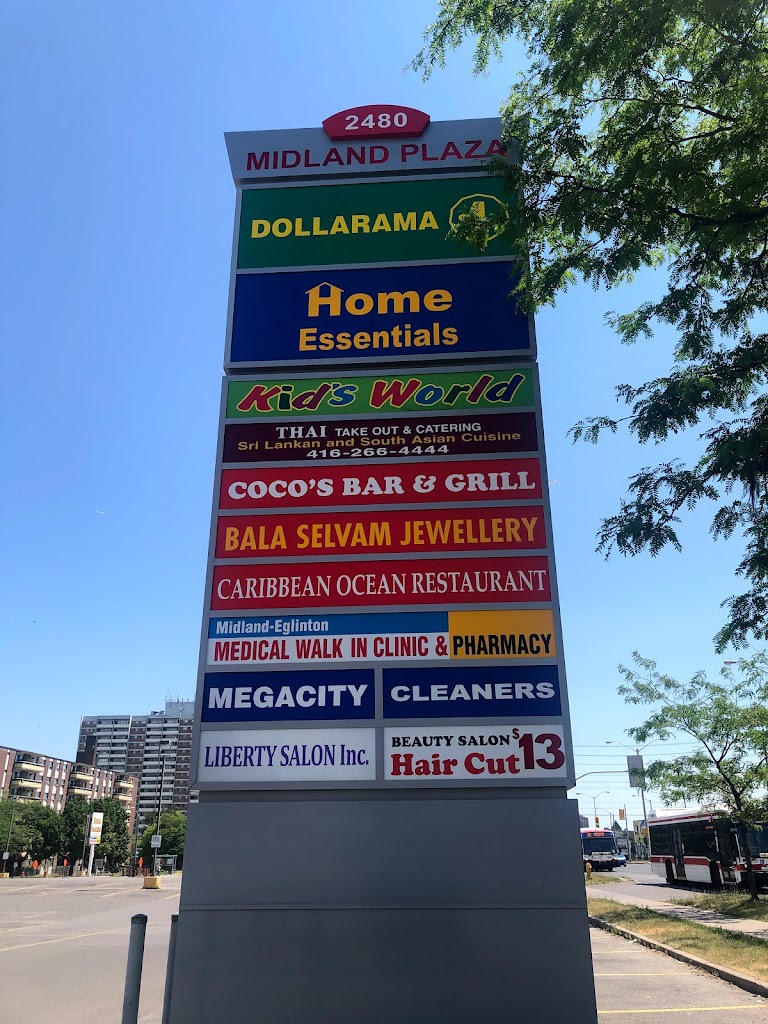 2480
MIDLAND PLAZA
DOLLARAMA
Home
Essentials
Kid's World
THAI TAKE OUT & CATERING
Sri Lankan and South Asian Cuisine
416-266-4444
COCO'S BAR & GRILL
BALA SELVAM JEWELLERY
CARIBBEAN OCEAN RESTAURANT
Midland-Eglinton
MEDICAL WALK IN CLINIC & PHARMACY
MEGACITY CLEANERS
LIBERTY SALON Inc.
BEAUTY SALON $13
Hair Cut